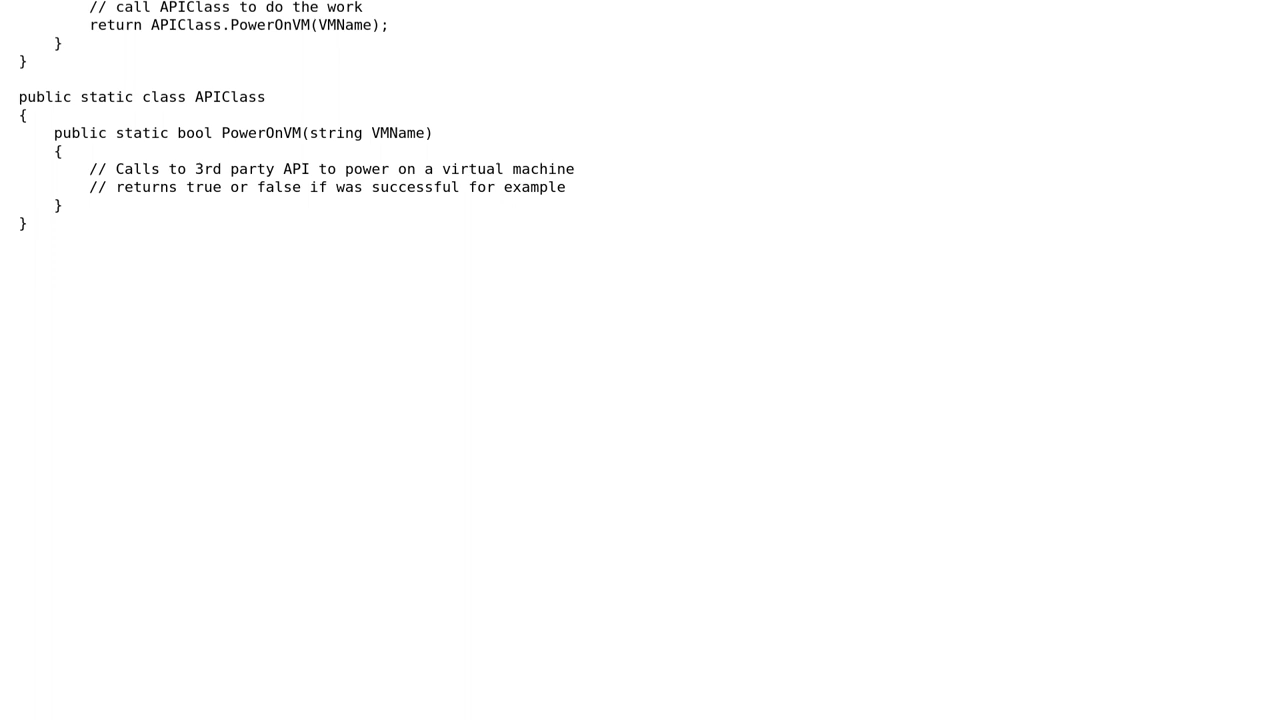 // call APIClass to do the work
        return APIClass.PowerOnVM(VMName);
    }
}

public static class APIClass
{
    public static bool PowerOnVM(string VMName)
    {
        // Calls to 3rd party API to power on a virtual machine
        // returns true or false if was successful for example
    }
}